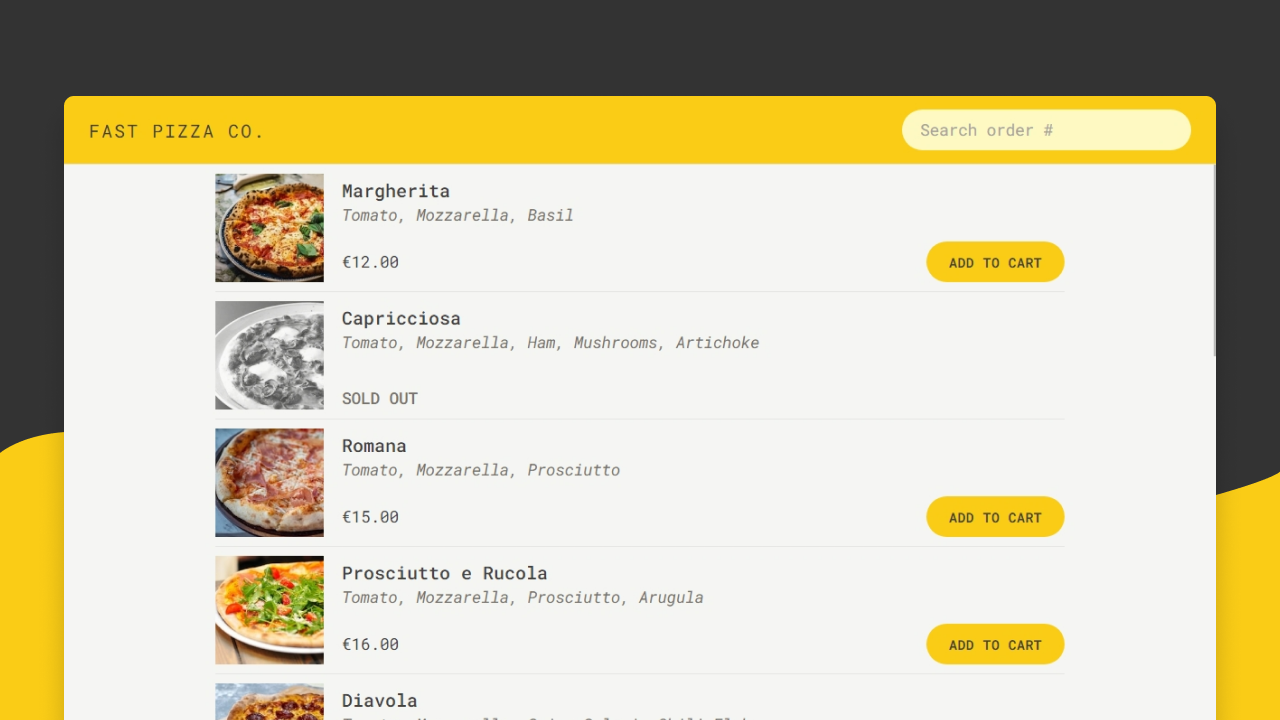 FAST PIZZA CO.
Search order #
Margherita
Tomato, Mozzarella, Basil
€12.00
ADD TO CART
Capricciosa
Tomato, Mozzarella, Ham, Mushrooms, Artichoke
SOLD OUT
Romana
Tomato, Mozzarella, Prosciutto
€15.00
ADD TO CART
Prosciutto e Rucola
Tomato, Mozzarella, Prosciutto, Arugula
€16.00
ADD TO CART
Diavola